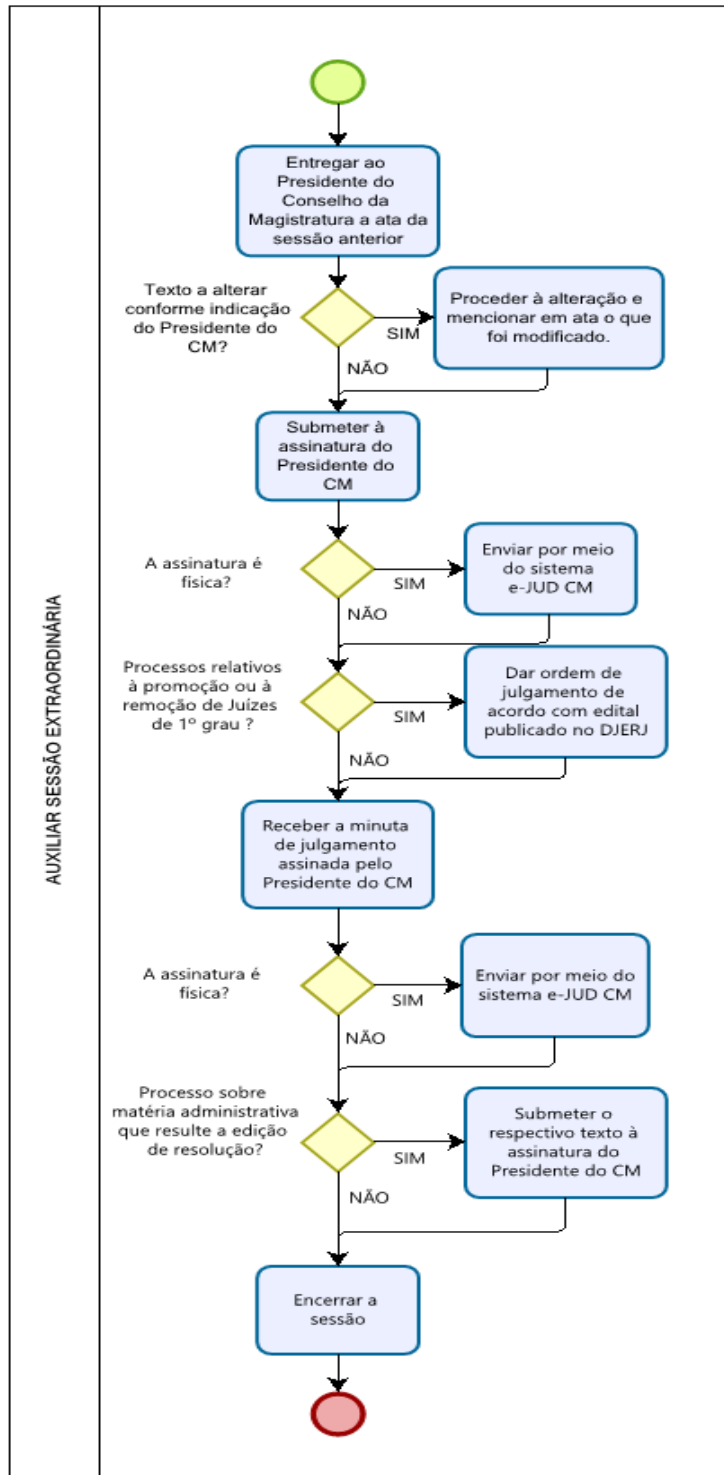 AUXILIAR SESSÃO EXTRAORDINÁRIA
Entregar ao
Presidente do
Conselho da
Magistratura a ata da
sessão anterior
Texto a alterar
conforme indicação
do Presidente do
CM?
SIM
Proceder à alteração e
mencionar em ata o que
foi modificado.
NÃO
Submeter à
assinatura do
Presidente do
CM
A assinatura é
física?
SIM
Enviar por meio
do sistema
e-JUD CM
NÃO
Processos relativos
à promoção ou à
remoção de Juízes
de 1º grau ?
SIM
Dar ordem de
julgamento de
acordo com edital
publicado no DJERJ
NÃO
Receber a minuta
de julgamento
assinada pelo
Presidente do CM
A assinatura é
física?
SIM
Enviar por meio do
sistema e-JUD CM
NÃO
Processo sobre
matéria administrativa
que resulte a edição
de resolução?
SIM
Submeter o
respectivo texto à
assinatura do
Presidente do CM
NÃO
Encerrar a
sessão